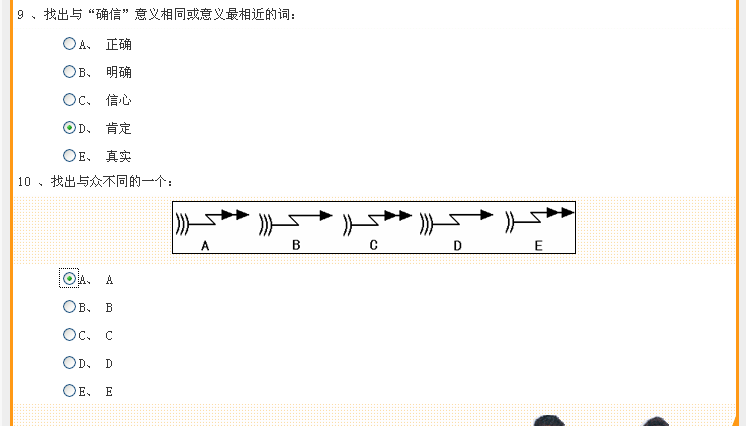 9 、找出与“确信”意义相同或意义最相近的词：
A、 正确
B、 明确
C、 信心
D、 肯定
E、 真实
10 、找出与众不同的一个：
A B C D E
A、 A
B、 B
C、 C
D、 D
E、 E